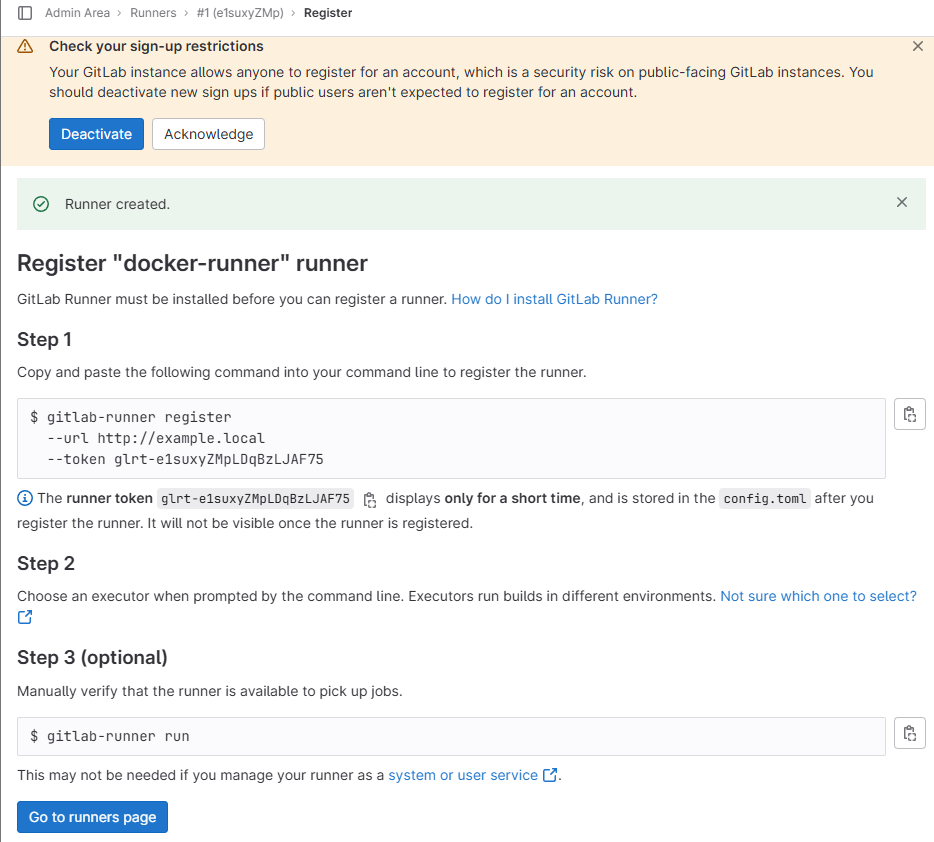 Admin Area › Runners › #1 (e1suxyZMp) › Register
Check your sign-up restrictions
Your GitLab instance allows anyone to register for an account, which is a security risk on public-facing GitLab instances. You
should deactivate new sign ups if public users aren't expected to register for an account.
Deactivate Acknowledge
Runner created.
Register "docker-runner" runner
GitLab Runner must be installed before you can register a runner. How do I install GitLab Runner?
Step 1
Copy and paste the following command into your command line to register the runner.
$ gitlab-runner register
--url http://example.local
--token glrt-e1suxyZMpLDqBzLJAF75
The runner token glrt-e1suxyZMpLDqBzLJAF75 displays only for a short time, and is stored in the config.toml after you
register the runner. It will not be visible once the runner is registered.
Step 2
Choose an executor when prompted by the command line. Executors run builds in different environments. Not sure which one to select?
Step 3 (optional)
Manually verify that the runner is available to pick up jobs.
$ gitlab-runner run
This may not be needed if you manage your runner as a system or user service .
Go to runners page